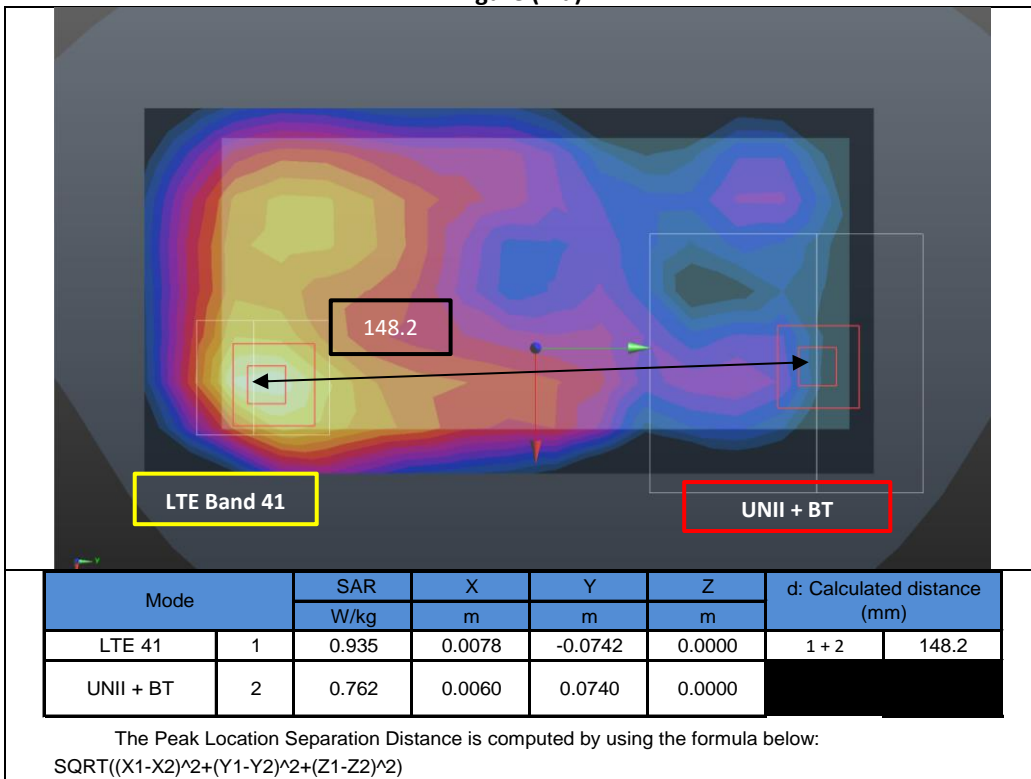 148.2
LTE Band 41
UNII + BT
Y
Mode SAR X Y Z d: Calculated distance (mm)
W/kg m m m
LTE 41 1 0.935 0.0078 -0.0742 0.0000 1 + 2 148.2
UNII + BT 2 0.762 0.0060 0.0740 0.0000
The Peak Location Separation Distance is computed by using the formula below:
SQRT((X1-X2)^2+(Y1-Y2)^2+(Z1-Z2)^2)